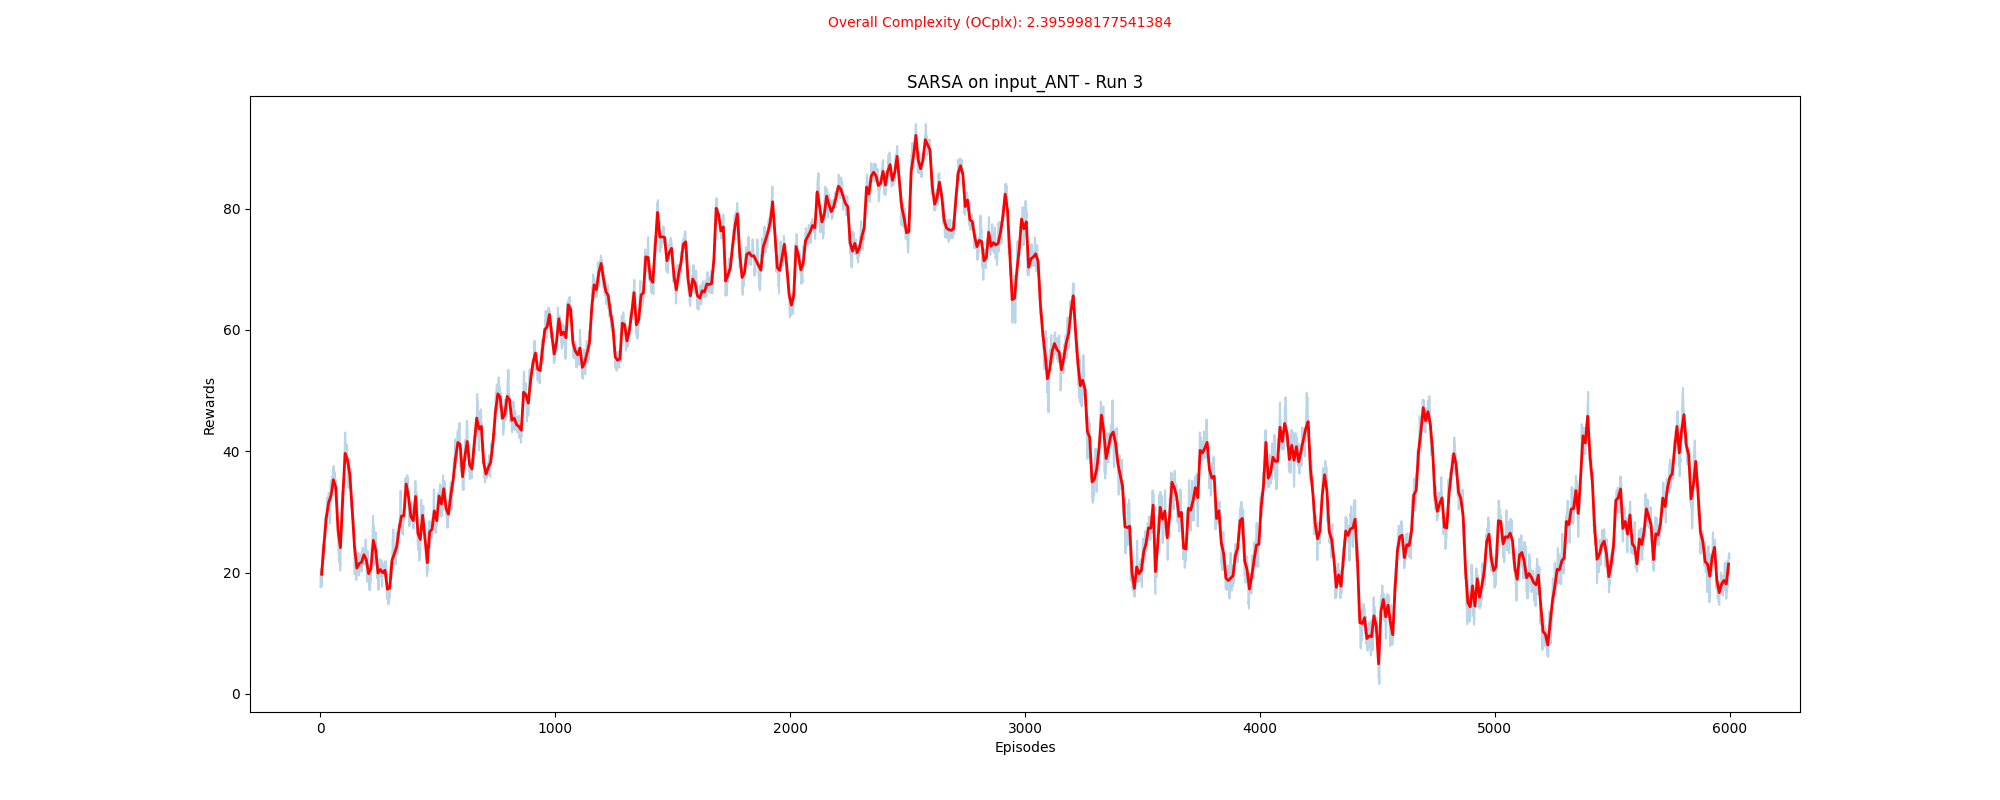 Overall Complexity (OCplx): 2.395998177541384
SARSA on input_ANT - Run 3
Rewards
80
60
40
20
0
0 1000 2000 3000 4000 5000 6000
Episodes